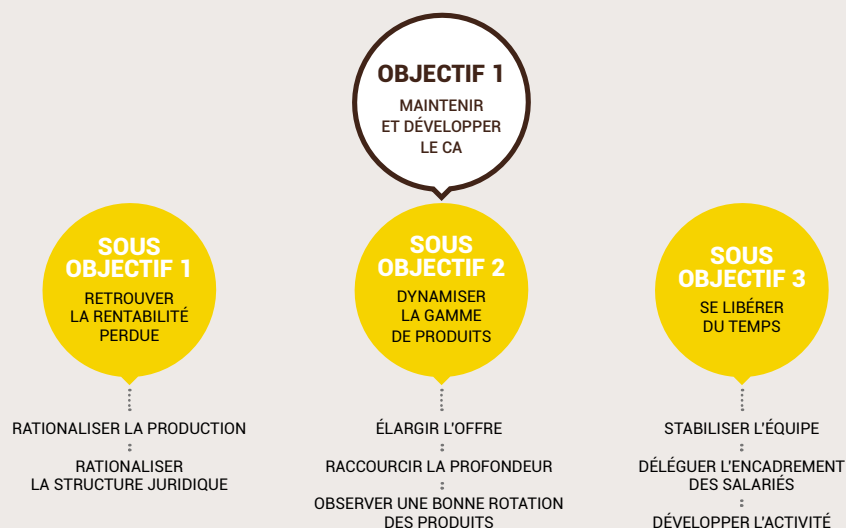 OBJECTIF 1
MAINTENIR
ET DÉVELOPPER
LE CA
SOUS
OBJECTIF 1
RETROUVER
LA RENTABILITÉ
PERDUE
RATIONALISER LA PRODUCTION
RATIONALISER
LA STRUCTURE JURIDIQUE
SOUS
OBJECTIF 2
DYNAMISER
LA GAMME
DE PRODUITS
ÉLARGIR L'OFFRE
RACCOURCIR LA PROFONDEUR
OBSERVER UNE BONNE ROTATION
DES PRODUITS
SOUS
OBJECTIF 3
SE LIBÉRER
DU TEMPS
STABILISER L'ÉQUIPE
DÉLÉGUER L'ENCADREMENT
DES SALARIÉS
DÉVELOPPER L'ACTIVITÉ